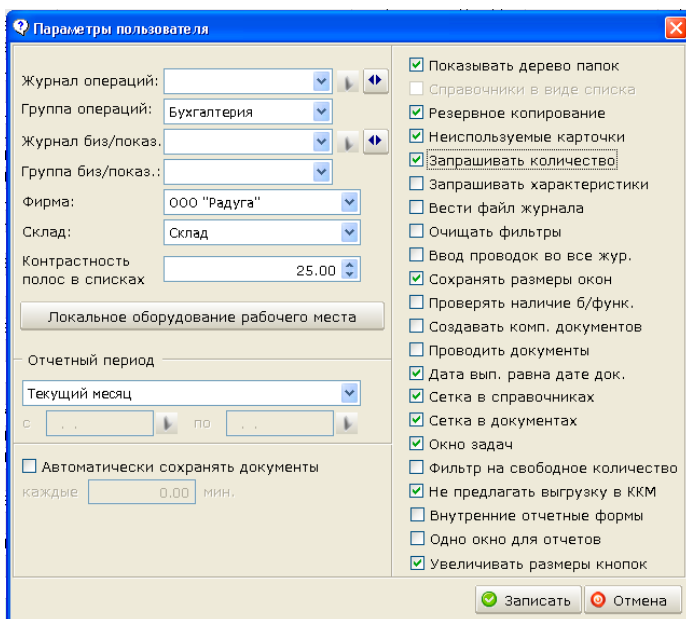 Параметры пользователя
Журнал операций:
Группа операций: Бухгалтерия
Журнал биз/показ.
Группа биз/показ.:
Фирма: ООО "Радуга"
Склад: Склад
Контрастность
полос в списках 25.00
Локальное оборудование рабочего места
Отчетный период
Текущий месяц
с . . по . .
Автоматически сохранять документы
каждые 0.00 мин.
Показывать дерево папок
Справочники в виде списка
Резервное копирование
Неиспользуемые карточки
Запрашивать количество
Запрашивать характеристики
Вести файл журнала
Очищать фильтры
Ввод проводок во все жур.
Сохранять размеры окон
Проверять наличие б/функ.
Создавать комп. документов
Проводить документы
Дата вып. равна дате док.
Сетка в справочниках
Сетка в документах
Окно задач
Фильтр на свободное количество
Не предлагать выгрузку в ККМ
Внутренние отчетные формы
Одно окно для отчетов
Увеличивать размеры кнопок
Записать Отмена